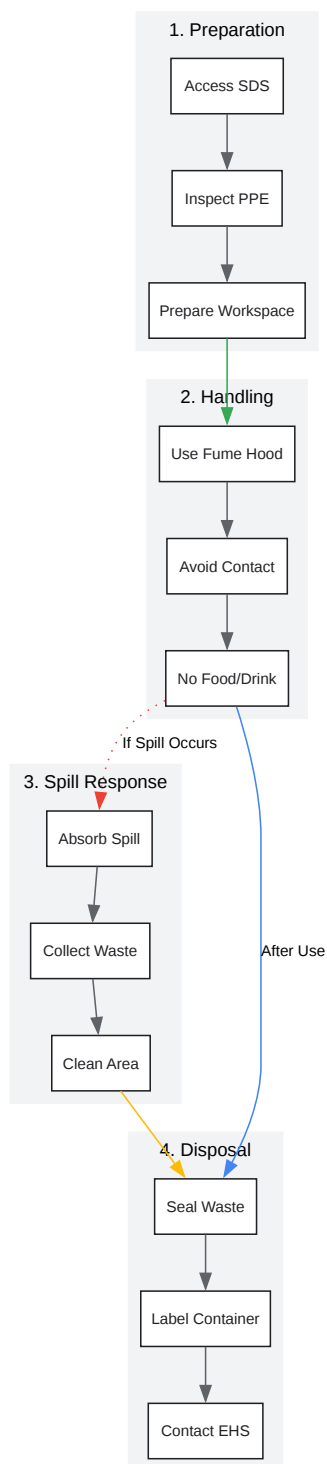 1. Preparation
Access SDS
Inspect PPE
Prepare Workspace
2. Handling
Use Fume Hood
Avoid Contact
No Food/Drink
If Spill Occurs
3. Spill Response
Absorb Spill
Collect Waste
After Use
Clean Area
4. Disposal
Seal Waste
Label Container
Contact EHS